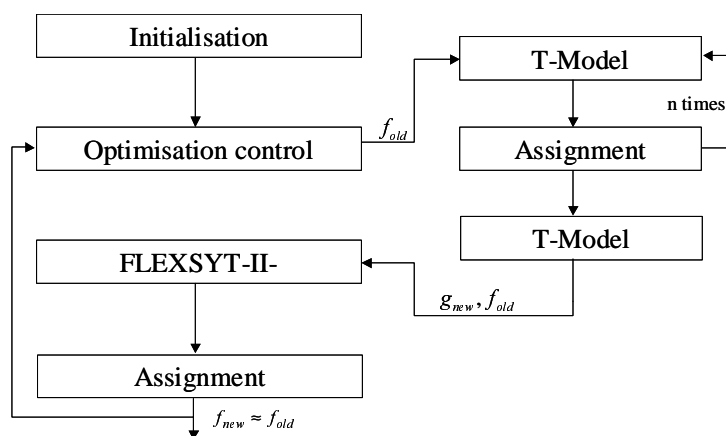 Initialisation
T-Model
n times
f_old
Optimisation control
Assignment
T-Model
FLEXSYT-II-
g_new, f_old
Assignment
f_new ≈ f_old